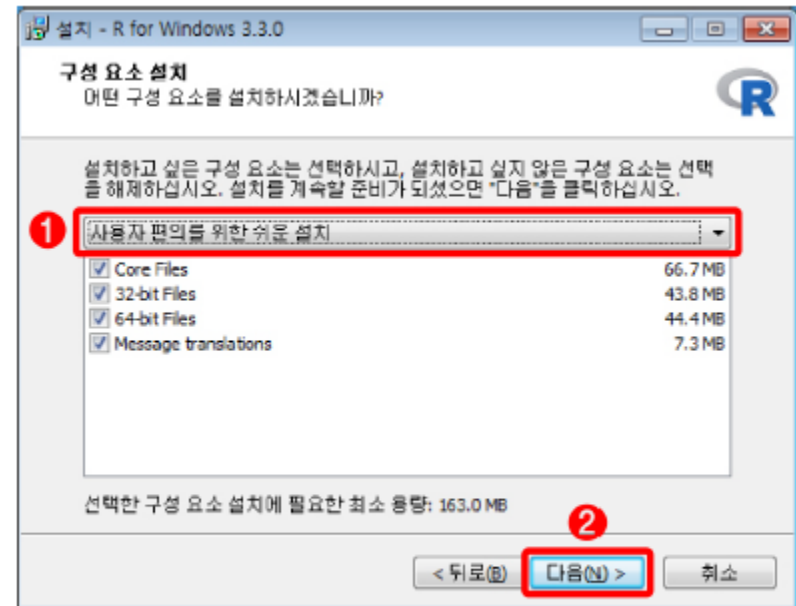 설치 - R for Windows 3.3.0
구성 요소 설치
어떤 구성 요소를 설치하시겠습니까?
R
설치하고 싶은 구성 요소는 선택하시고, 설치하고 싶지 않은 구성 요소는 선택
을 해제하십시오. 설치를 계속할 준비가 되셨으면 "다음"을 클릭하십시오.
1 사용자 편의를 위한 쉬운 설치
Core Files 66.7 MB
32-bit Files 43.8 MB
64-bit Files 44.4 MB
Message translations 7.3 MB
선택한 구성 요소 설치에 필요한 최소 용량: 163.0 MB
2
< 뒤로(B) 다음(N) > 취소